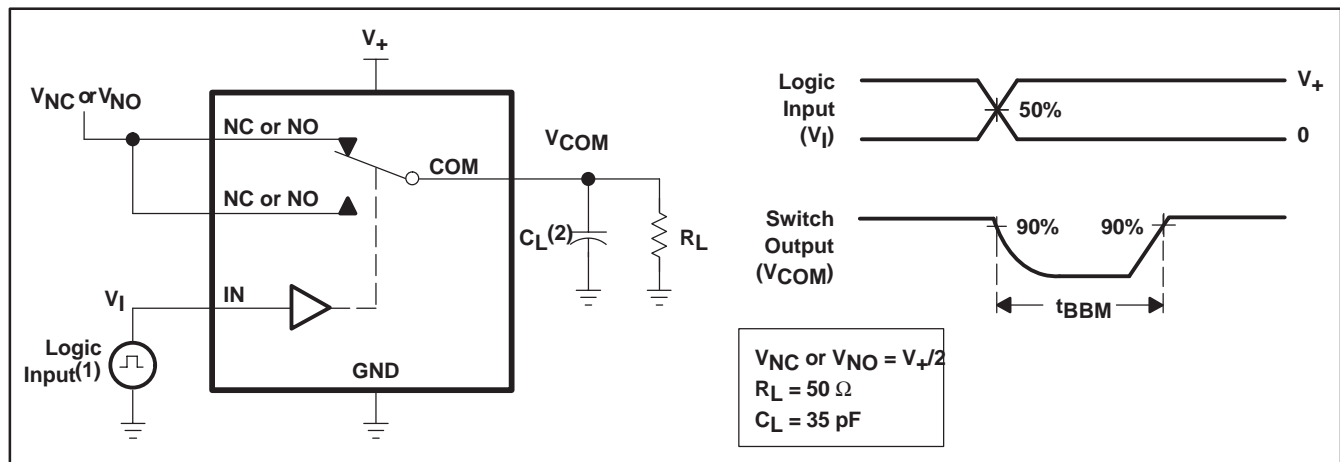 V+
VNC or VNO
NC or NO
VCOM
COM
NC or NO
CL(2)
RL
VI
IN
Logic
Input(1)
GND
Logic
Input
(VI)
50%
V+
0
Switch
Output
(VCOM)
90%
90%
tBBM
VNC or VNO = V+/2
RL = 50 Ω
CL = 35 pF